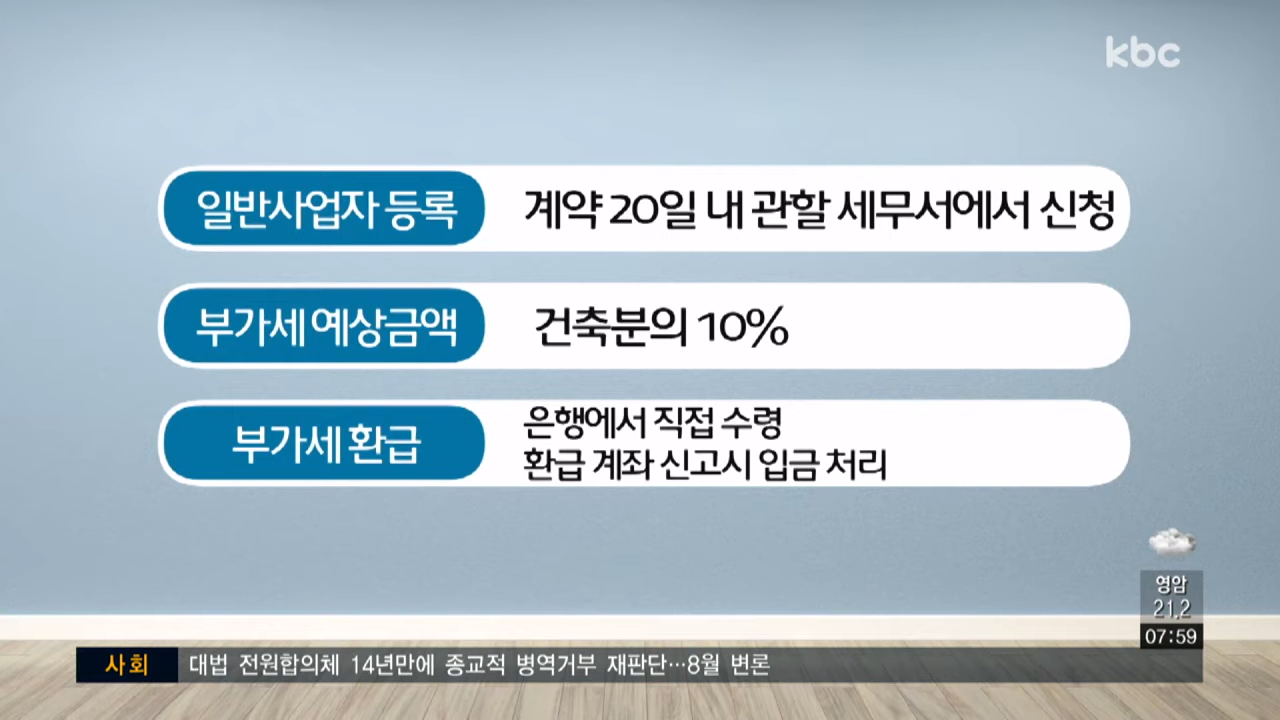 kbc
일반사업자 등록 계약 20일 내 관할 세무서에서 신청
부가세 예상금액 건축분의 10%
부가세 환급 은행에서 직접 수령
환급 계좌 신고시 입금 처리
영암
21.2
07:59
사회 대법 전원합의체 14년만에 종교적 병역거부 재판단…8월 변론